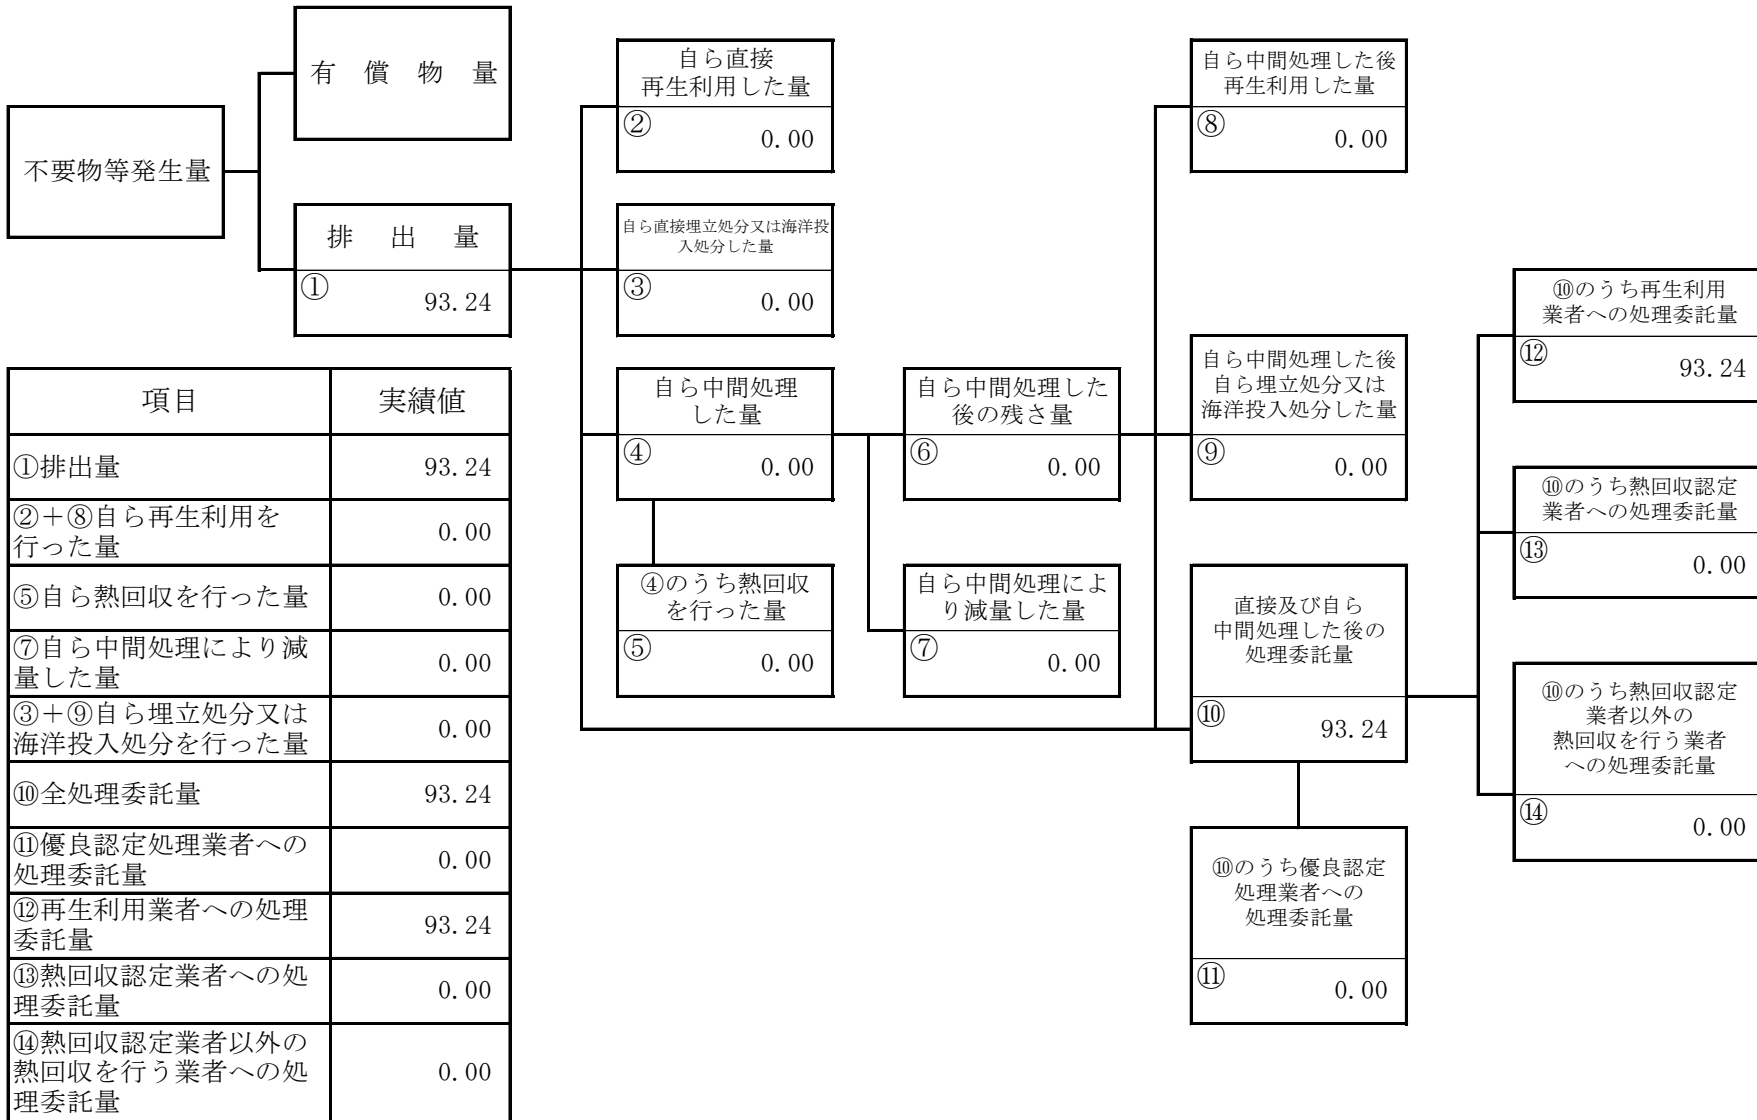 有償物量
不要物等発生量
排出量
①
93.24
自ら直接
再生利用した量
②
0.00
自ら直接埋立処分又は海洋投
入処分した量
③
0.00
自ら中間処理
した量
④
0.00
④のうち熱回収
を行った量
⑤
0.00
自ら中間処理した
後の残さ量
⑥
0.00
自ら中間処理によ
り減量した量
⑦
0.00
自ら中間処理した後
再生利用した量
⑧
0.00
自ら中間処理した後
自ら埋立処分又は
海洋投入処分した量
⑨
0.00
直接及び自ら
中間処理した後の
処理委託量
⑩
93.24
⑩のうち優良認定
処理業者への
処理委託量
⑪
0.00
⑩のうち再生利用
業者への処理委託量
⑫
93.24
⑩のうち熱回収認定
業者への処理委託量
⑬
0.00
⑩のうち熱回収認定
業者以外の
熱回収を行う業者
への処理委託量
⑭
0.00
項目 実績値
①排出量 93.24
②+⑧自ら再生利用を
行った量 0.00
⑤自ら熱回収を行った量 0.00
⑦自ら中間処理により減
量した量 0.00
③+⑨自ら埋立処分又は
海洋投入処分を行った量 0.00
⑩全処理委託量 93.24
⑪優良認定処理業者への
処理委託量 0.00
⑫再生利用業者への処理
委託量 93.24
⑬熱回収認定業者への処
理委託量 0.00
⑭熱回収認定業者以外の
熱回収を行う業者への処
理委託量 0.00